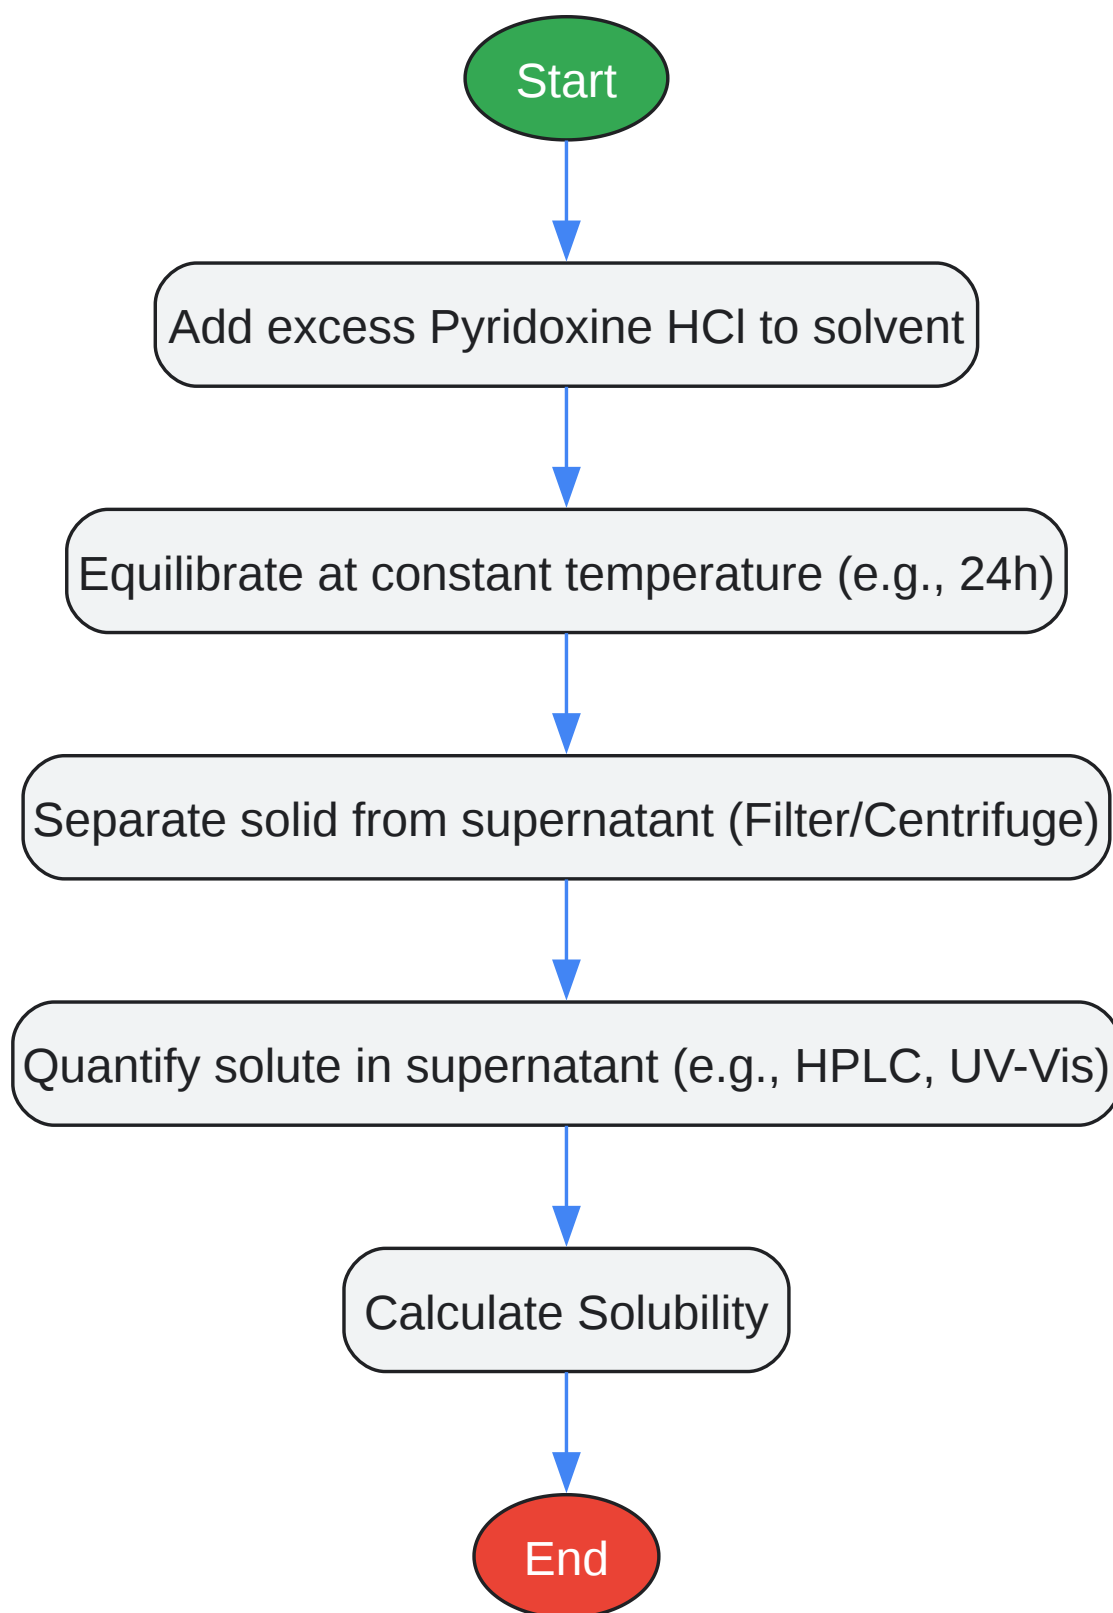 Start
Add excess Pyridoxine HCl to solvent
Equilibrate at constant temperature (e.g., 24h)
Separate solid from supernatant (Filter/Centrifuge)
Quantify solute in supernatant (e.g., HPLC, UV-Vis)
Calculate Solubility
End